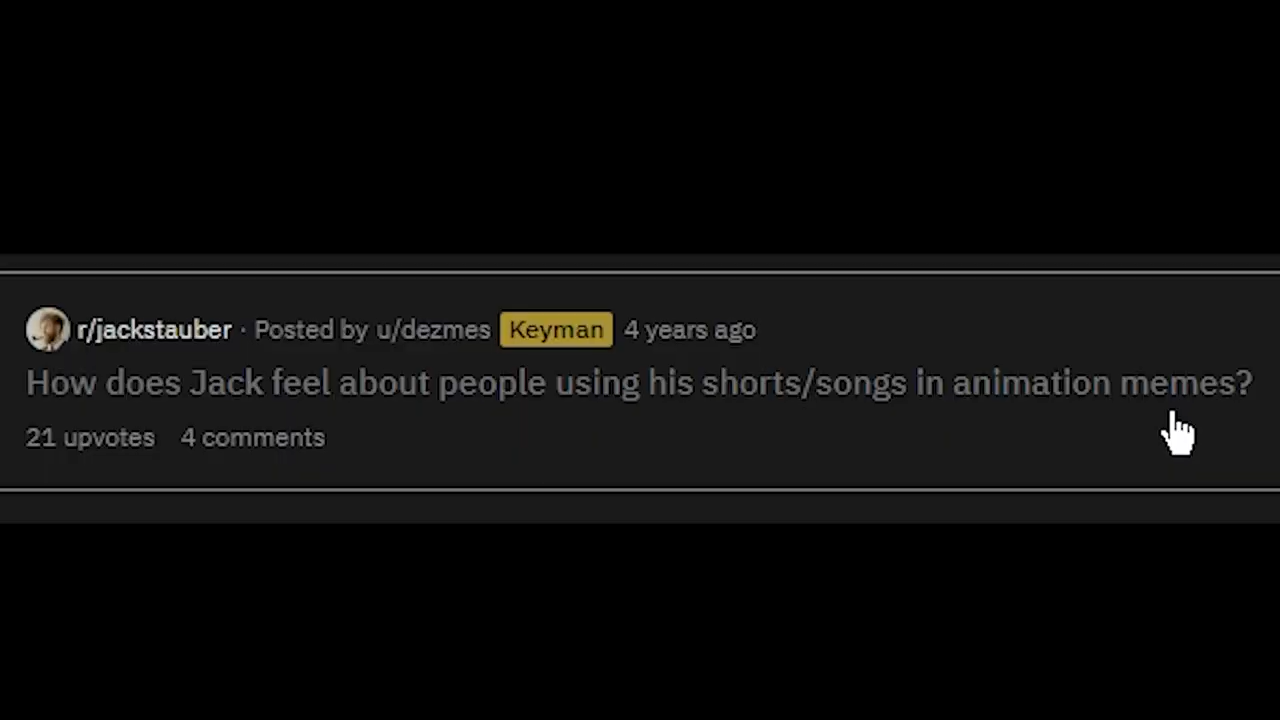 r/jackstauber · Posted by u/dezmes Keyman 4 years ago
How does Jack feel about people using his shorts/songs in animation memes?
21 upvotes 4 comments